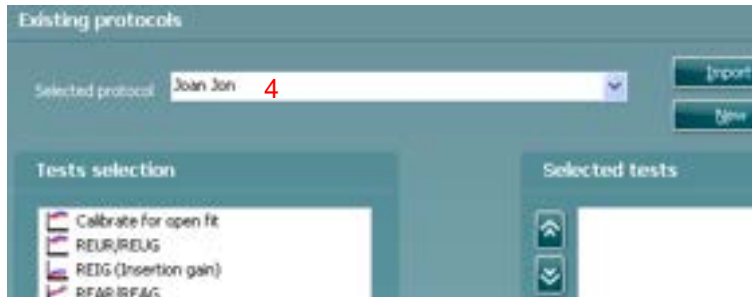 Existing protocols
Selected protocol Joan Jon 4
Import
New
Tests selection
Selected tests
Calibrate for open fit
REUR/REUG
REIG (Insertion gain)
REAR/REAG